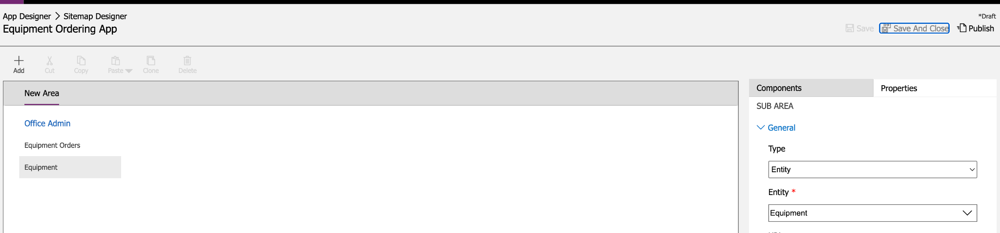 App Designer > Sitemap Designer
*Draft
Equipment Ordering App
Save
Save And Close
Publish
Add
Cut
Copy
Paste
Clone
Delete
New Area
Components
Properties
SUB AREA
Office Admin
General
Equipment Orders
Type
Equipment
Entity
Entity *
Equipment